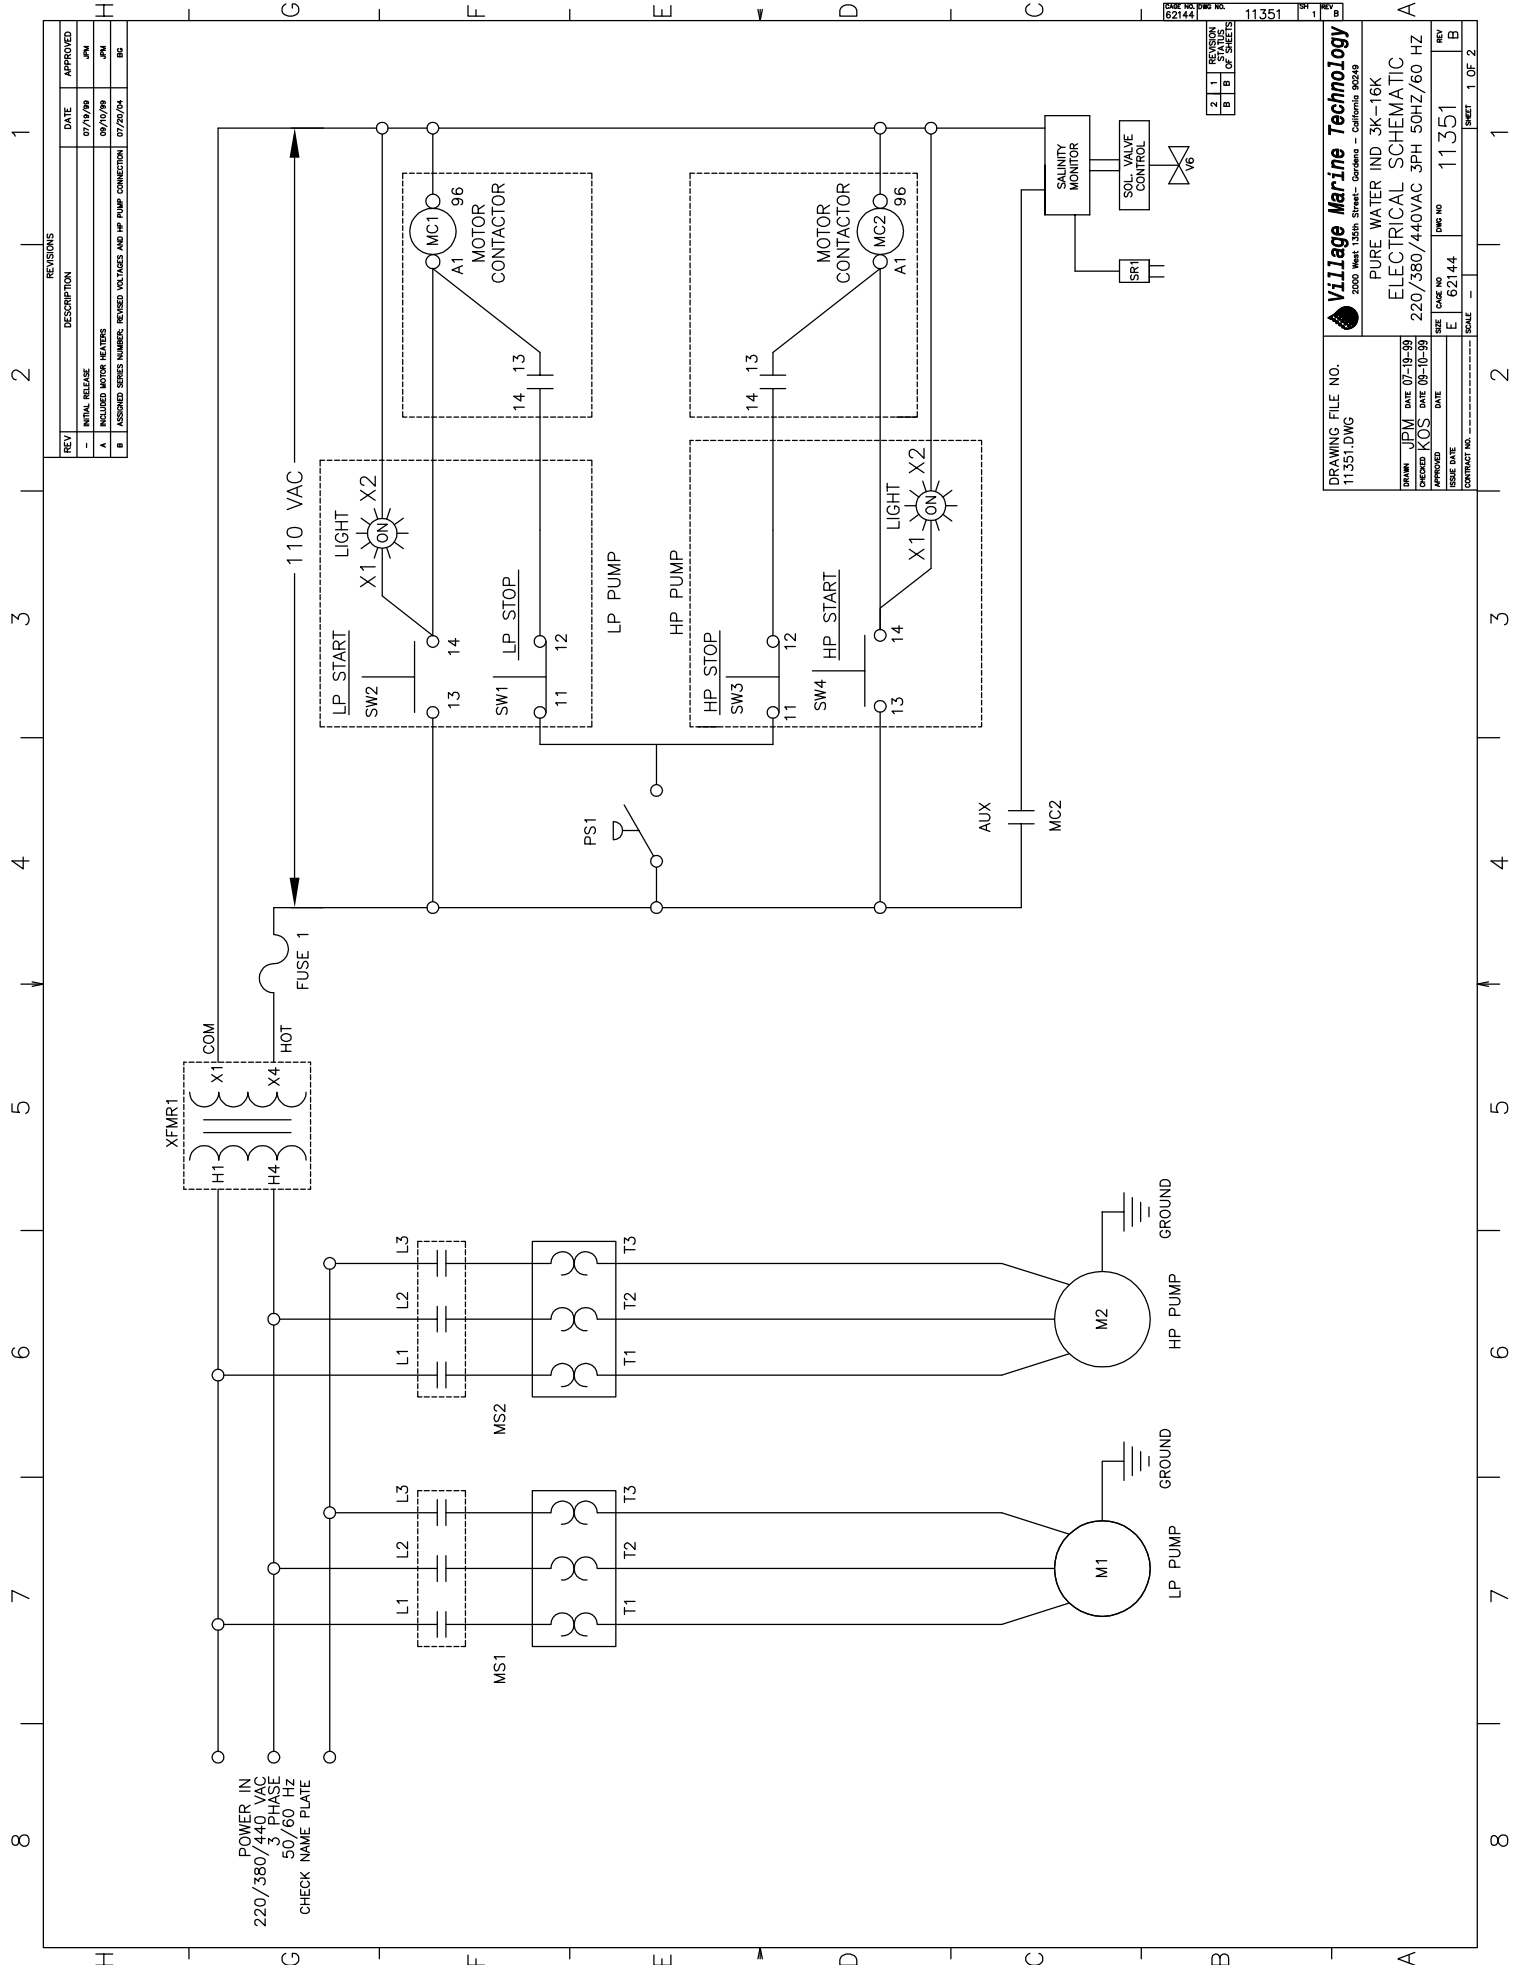 H G F E D C A
CAGE NO. 62144 DWG NO. 11351 SH 1 REV B
REVISIONS
REV DESCRIPTION DATE APPROVED
- INITIAL RELEASE 07/19/99 JPM
A INCLUDED MOTOR HEATERS 09/10/99 JPM
B ASSIGNED SERIES NUMBER; REVISED VOLTAGES AND HP PUMP CONNECTION 07/20/04 BG
REVISION
STATUS
OF SHEETS
2 1
B B
8 7 6 5 4 3 2 1
POWER IN
220/380/440 VAC
3 PHASE
50/60 Hz
CHECK NAME PLATE
XFMR1
H1 X1 COM
H4 X4 HOT
FUSE 1
110 VAC
L1 L2 L3
MS1
T1 T2 T3
M1
GROUND
LP PUMP
L1 L2 L3
MS2
T1 T2 T3
M2
GROUND
HP PUMP
LP START
SW2
13 14
LIGHT
X1 ON X2
LP STOP
SW1
11 12
LP PUMP
MC1
A1 96
MOTOR
CONTACTOR
14 13
PS1
HP PUMP
HP STOP
SW3
11 12
HP START
SW4
13 14
LIGHT
X1 ON X2
14 13
MOTOR
CONTACTOR
MC2
A1 96
AUX
MC2
SALINITY
MONITOR
SOL. VALVE
CONTROL
V6
SR1
DRAWING FILE NO.
11351.DWG
DRAWN JPM DATE 07-19-99
CHECKED KOS DATE 09-10-99
APPROVED DATE
ISSUE DATE
CONTRACT NO. -------------
Village Marine Technology
2000 West 135th Street- Gardena - California 90249
PURE WATER IND 3K-16K
ELECTRICAL SCHEMATIC
220/380/440VAC 3PH 50HZ/60 HZ
SIZE E CAGE NO 62144 DWG NO 11351 REV B
SCALE - SHEET 1 OF 2
8 7 6 5 4 3 2 1
H G F E D C B A